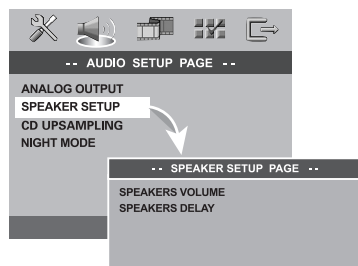 -- AUDIO SETUP PAGE --
ANALOG OUTPUT
SPEAKER SETUP
CD UPSAMPLING
NIGHT MODE
-- SPEAKER SETUP PAGE --
SPEAKERS VOLUME
SPEAKERS DELAY